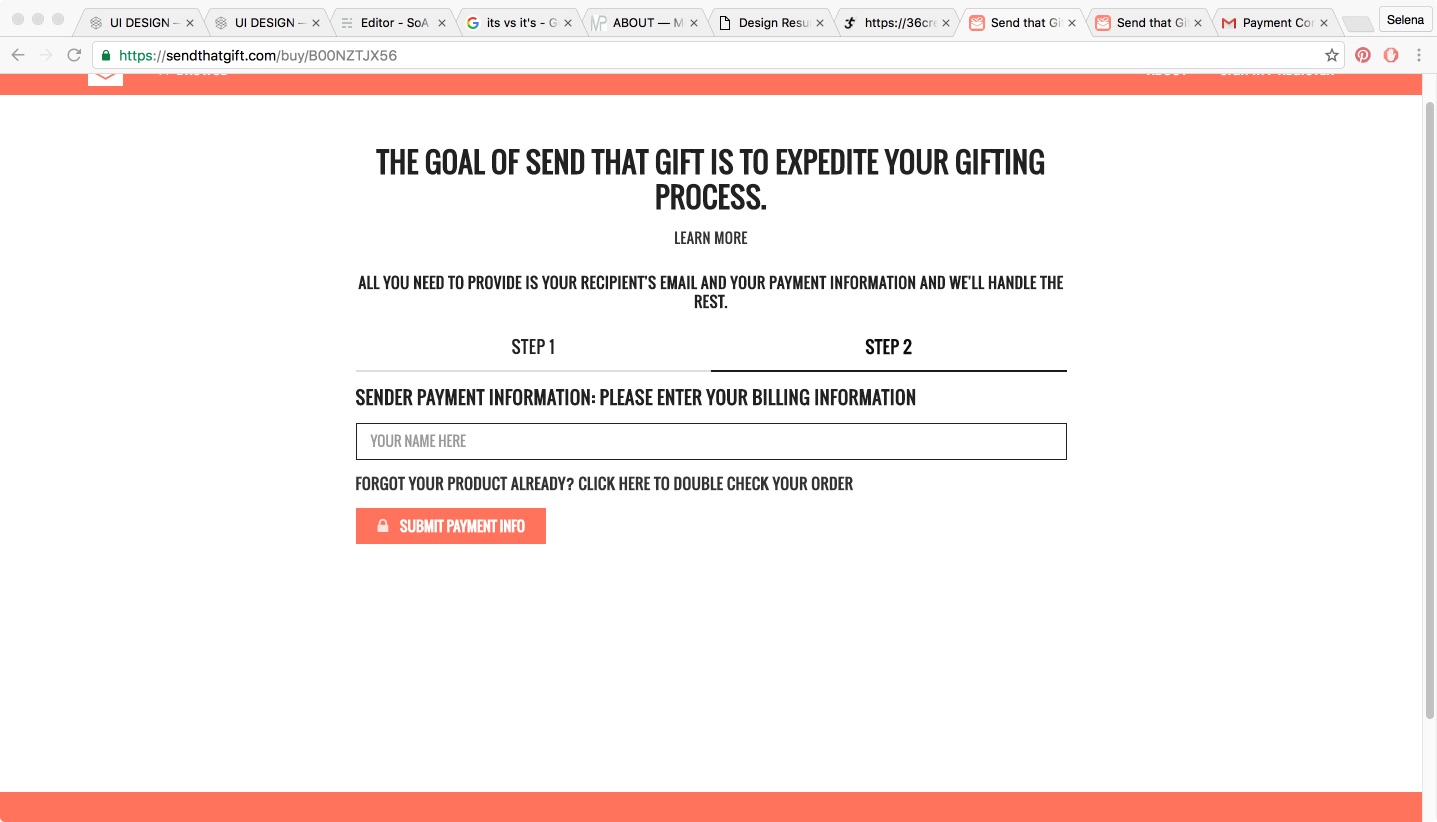 UI DESIGN –
UI DESIGN –
Editor - SoA
its vs it's - G
ABOUT — M
Design Resu
https://36cre
Send that Gi
Send that Gi
Payment Con
Selena
https://sendthatgift.com/buy/B00NZTJX56
THE GOAL OF SEND THAT GIFT IS TO EXPEDITE YOUR GIFTING
PROCESS.
LEARN MORE
ALL YOU NEED TO PROVIDE IS YOUR RECIPIENT'S EMAIL AND YOUR PAYMENT INFORMATION AND WE'LL HANDLE THE
REST.
STEP 1
STEP 2
SENDER PAYMENT INFORMATION: PLEASE ENTER YOUR BILLING INFORMATION
YOUR NAME HERE
FORGOT YOUR PRODUCT ALREADY? CLICK HERE TO DOUBLE CHECK YOUR ORDER
SUBMIT PAYMENT INFO